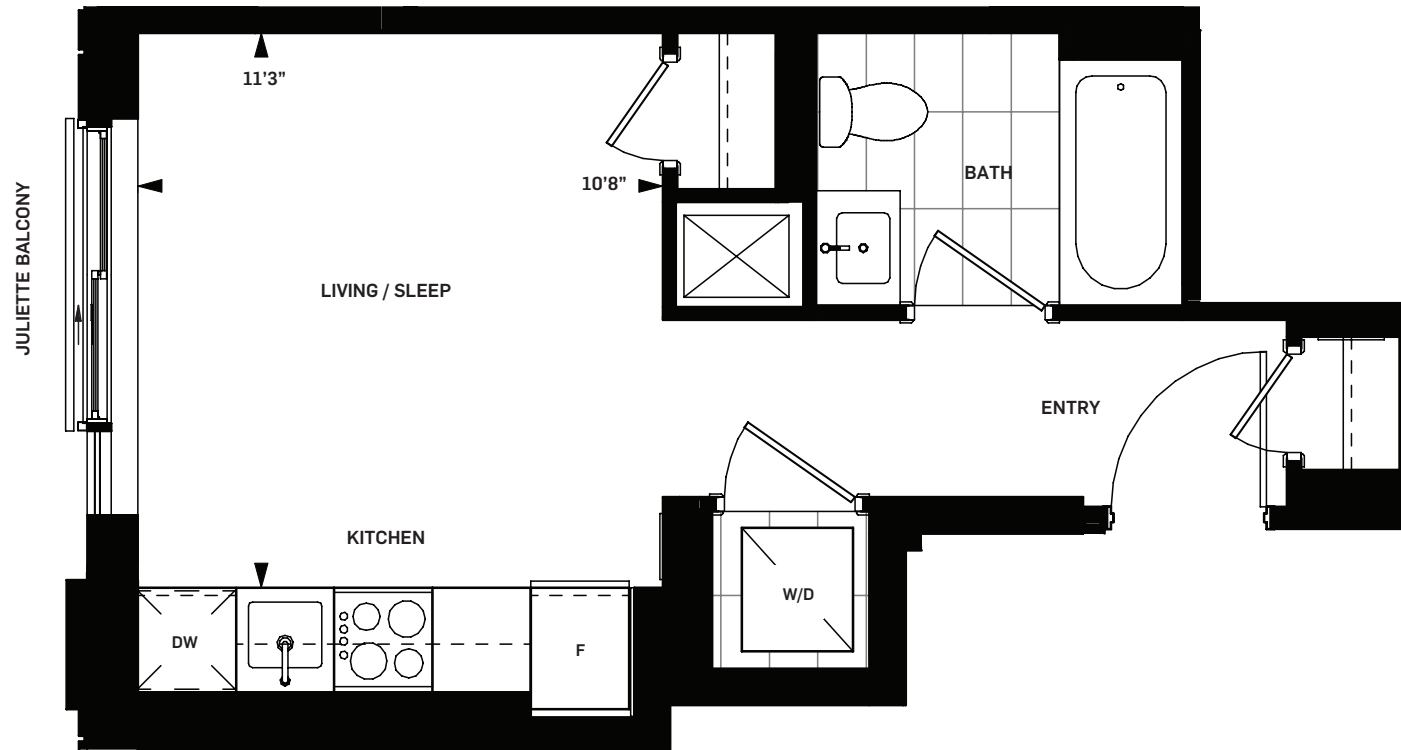 11’3”
10’8”
BATH
JULIETTE BALCONY
LIVING / SLEEP
ENTRY
KITCHEN
W/D
DW
F